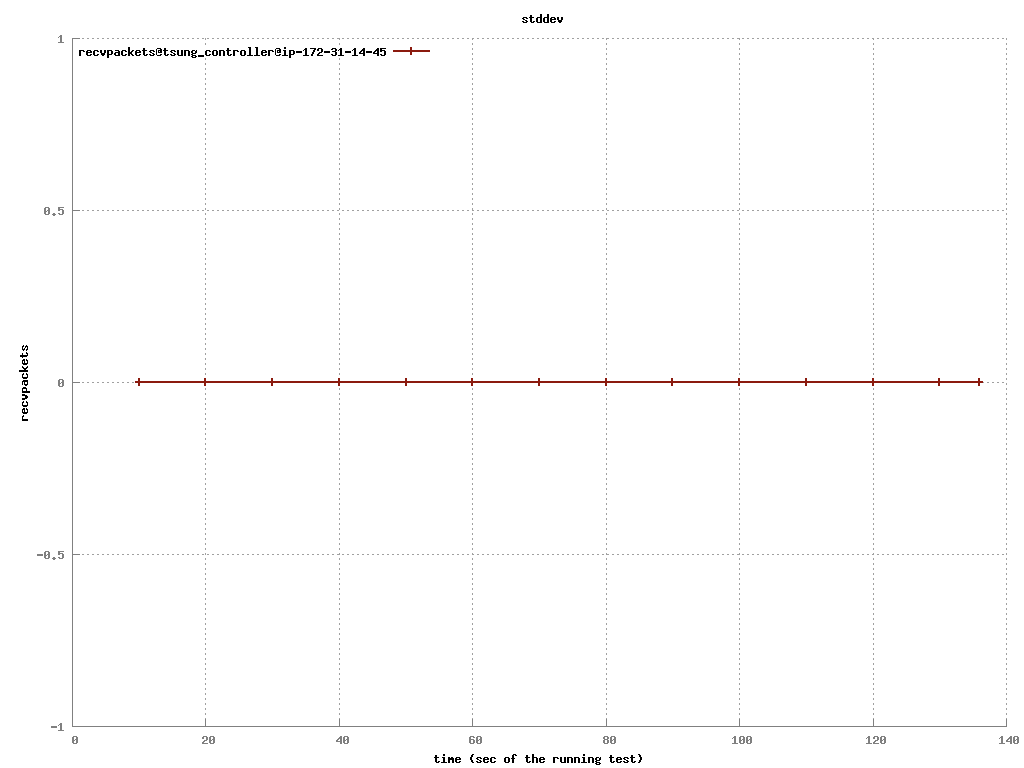 stddev
recvpackets@tsung_controller@ip-172-31-14-45
1
0.5
0
-0.5
-1
recvpackets
0 20 40 60 80 100 120 140
time (sec of the running test)